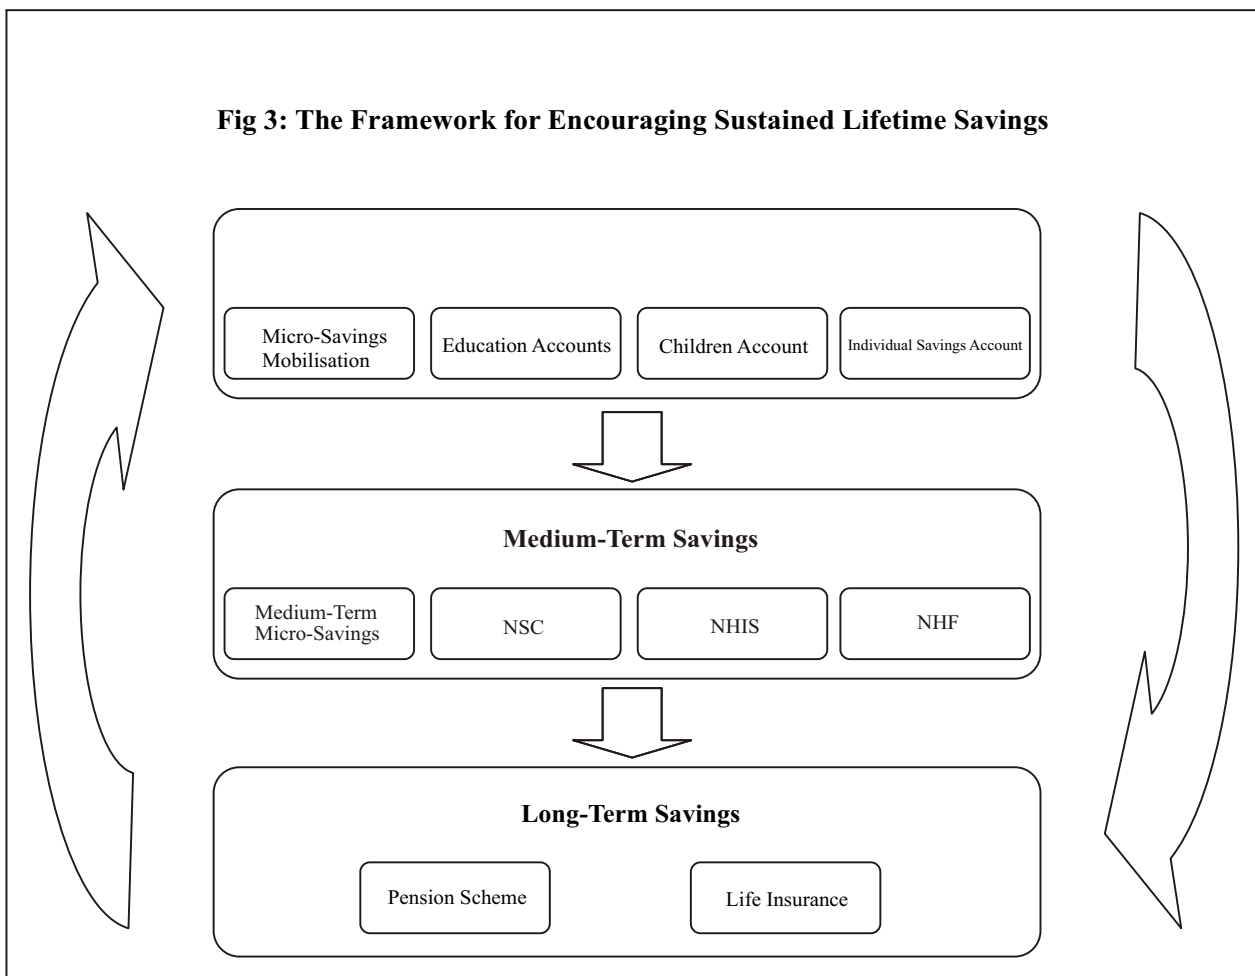 Fig 3: The Framework for Encouraging Sustained Lifetime Savings
Micro-Savings
Mobilisation
Education Accounts
Children Account
Individual Savings Account
Medium-Term Savings
Medium-Term
Micro-Savings
NSC
NHIS
NHF
Long-Term Savings
Pension Scheme
Life Insurance